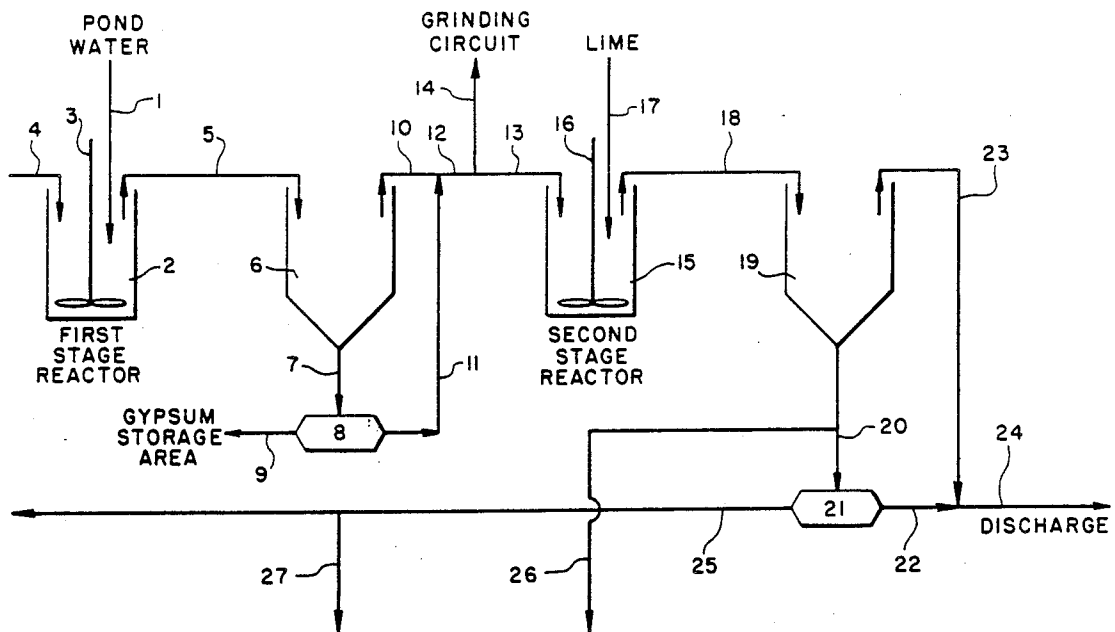 POND
WATER
GRINDING
CIRCUIT
LIME
1
3
4
5
14
10
12
13
16
17
18
23
2
6
15
19
FIRST
STAGE
REACTOR
SECOND
STAGE
REACTOR
7
11
GYPSUM
STORAGE
AREA
8
9
20
24
21
22
DISCHARGE
25
26
27